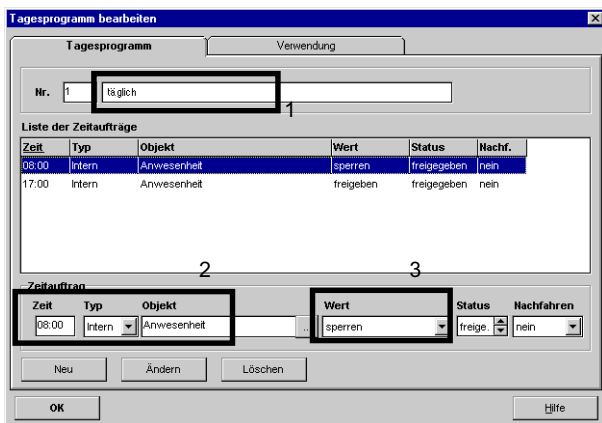 Tagesprogramm bearbeiten
Tagesprogramm Verwendung
Nr. 1 täglich
1
Liste der Zeitaufträge
Zeit Typ Objekt Wert Status Nachf.
08:00 Intern Anwesenheit sperren freigegeben nein
17:00 Intern Anwesenheit freigeben freigegeben nein
2 3
Zeitauftrag
Zeit Typ Objekt Wert Status Nachfahren
08:00 Intern Anwesenheit ... sperren freige. nein
Neu Ändern Löschen
OK Hilfe